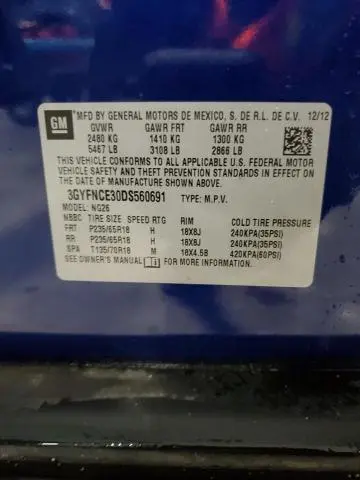 GM
MFD BY GENERAL MOTORS DE MEXICO, S. DE R.L. DE C.V. 12/12
GVWR GAWR FRT GAWR RR
2480 KG 1410 KG 1300 KG
5467 LB 3108 LB 2866 LB
THIS VEHICLE CONFORMS TO ALL APPLICABLE U.S. FEDERAL MOTOR
VEHICLE SAFETY AND THEFT PREVENTION STANDARDS IN EFFECT ON
THE DATE OF MANUFACTURE SHOWN ABOVE.
3GYFNCE30DS560691 TYPE: M.P.V.
MODEL: NG26
NBBC TIRE SIZE SPEED RTG RIM COLD TIRE PRESSURE
FRT P235/65R18 H 18X8J 240KPA(35PSI)
RR P235/65R18 H 18X8J 240KPA(35PSI)
SPA T135/70R18 M 18X4.5B 420KPA(60PSI)
SEE OWNER'S MANUAL FOR ADDITIONAL INFORMATION